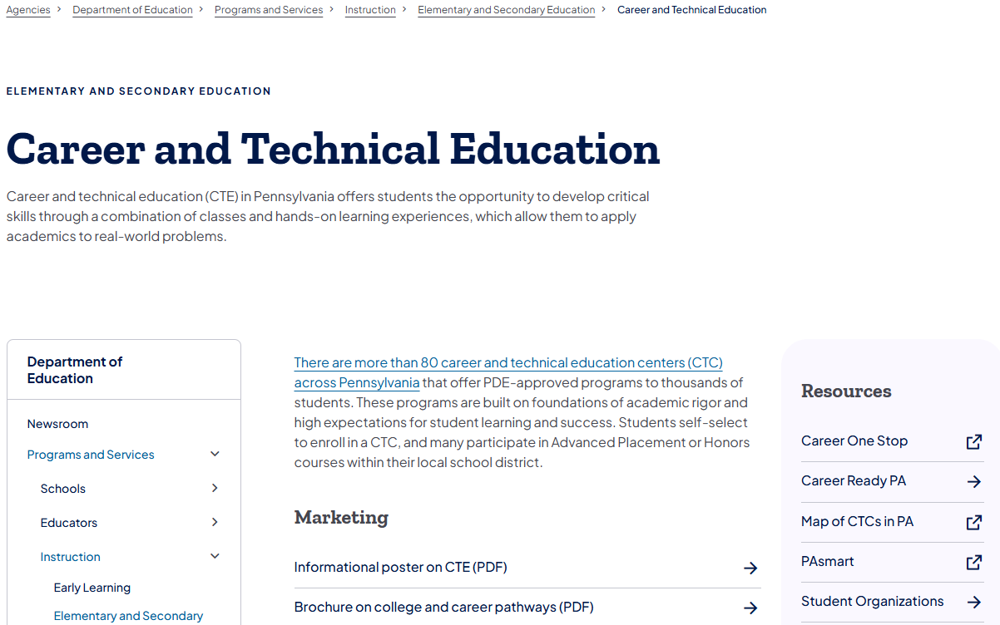 Agencies > Department of Education > Programs and Services > Instruction > Elementary and Secondary Education > Career and Technical Education
ELEMENTARY AND SECONDARY EDUCATION
Career and Technical Education
Career and technical education (CTE) in Pennsylvania offers students the opportunity to develop critical
skills through a combination of classes and hands-on learning experiences, which allow them to apply
academics to real-world problems.
Department of
Education
Newsroom
Programs and Services
Schools
Educators
Instruction
Early Learning
Elementary and Secondary
There are more than 80 career and technical education centers (CTC)
across Pennsylvania that offer PDE-approved programs to thousands of
students. These programs are built on foundations of academic rigor and
high expectations for student learning and success. Students self-select
to enroll in a CTC, and many participate in Advanced Placement or Honors
courses within their local school district.
Marketing
Informational poster on CTE (PDF)
Brochure on college and career pathways (PDF)
Resources
Career One Stop
Career Ready PA
Map of CTCs in PA
PAsmart
Student Organizations